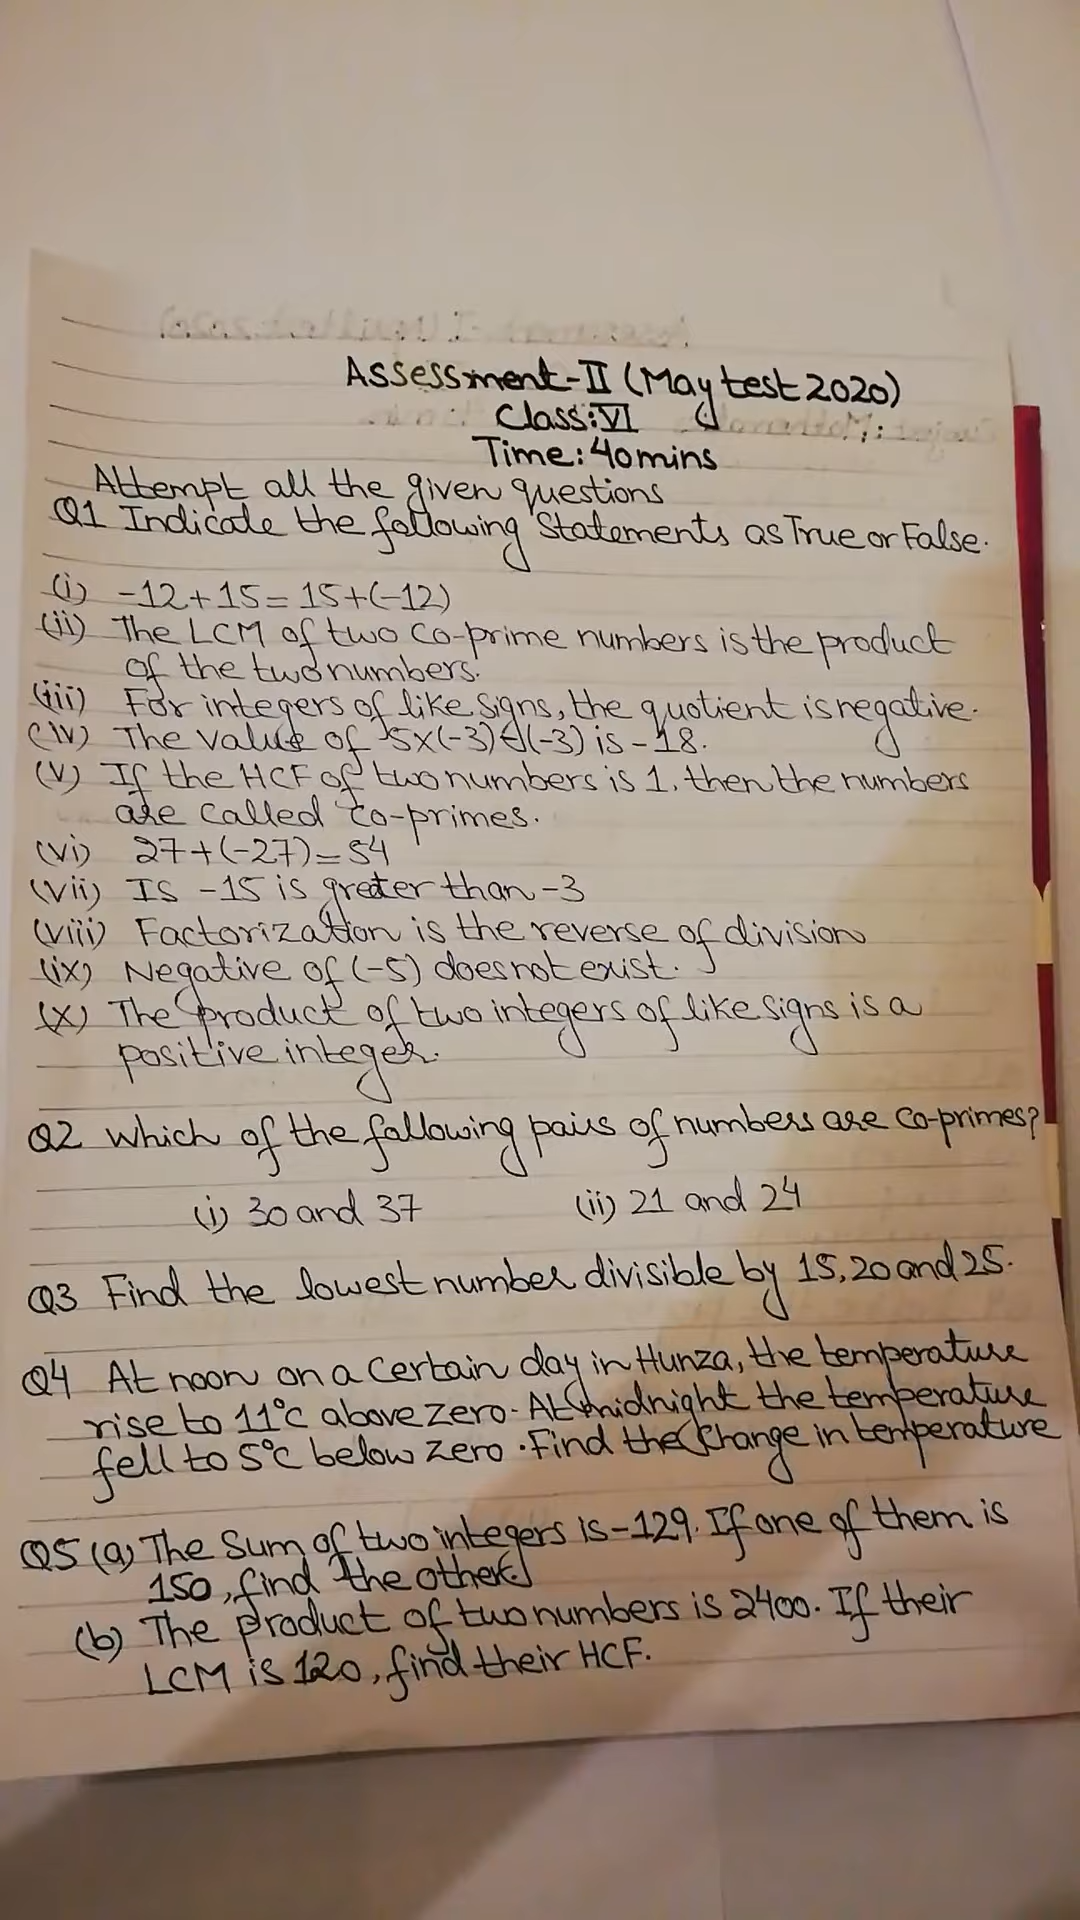 Assessment-II (May test 2020)
Class:VI
Time: 40mins
Attempt all the given questions
Q1 Indicate the following Statements as True or False.
(i) -12+15=15+(-12)
(ii) The LCM of two co-prime numbers is the product
of the two numbers.
(iii) For integers of like signs, the quotient is negative.
(iv) The value of 5x(-3) (-3) is -18.
(v) If the HCF of two numbers is 1, then the numbers
are called co-primes.
(vi) 27+(-27)=54
(vii) Is -15 is greater than -3
(viii) Factorization is the reverse of division
(ix) Negative of (-5) does not exist.
(x) The product of two integers of like signs is a
positive integer.
Q2 which of the following pairs of numbers are co-primes?
(i) 30 and 37 (ii) 21 and 24
Q3 Find the lowest number divisible by 15, 20 and 25.
Q4 At noon on a certain day in Hunza, the temperature
rise to 11°C above zero. At midnight the temperature
fell to 5°C below zero. Find the change in temperature
Q5 (a) The Sum of two integers is -129. If one of them is
150, find the other.
(b) The product of two numbers is 2400. If their
LCM is 120, find their HCF.